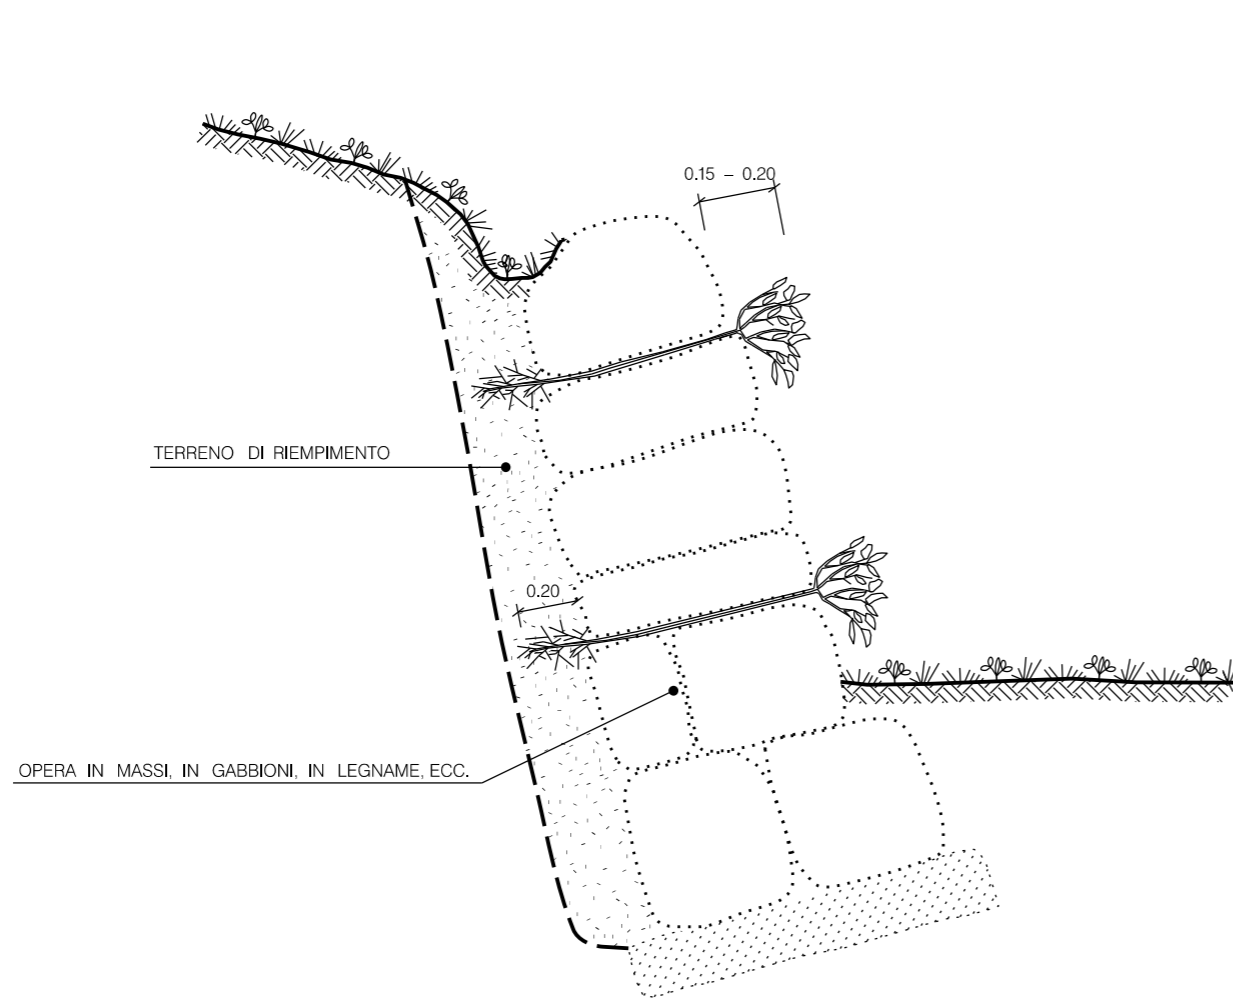 0.15 – 0.20
TERRENO DI RIEMPIMENTO
0.20
OPERA IN MASSI, IN GABBIONI, IN LEGNAME, ECC.